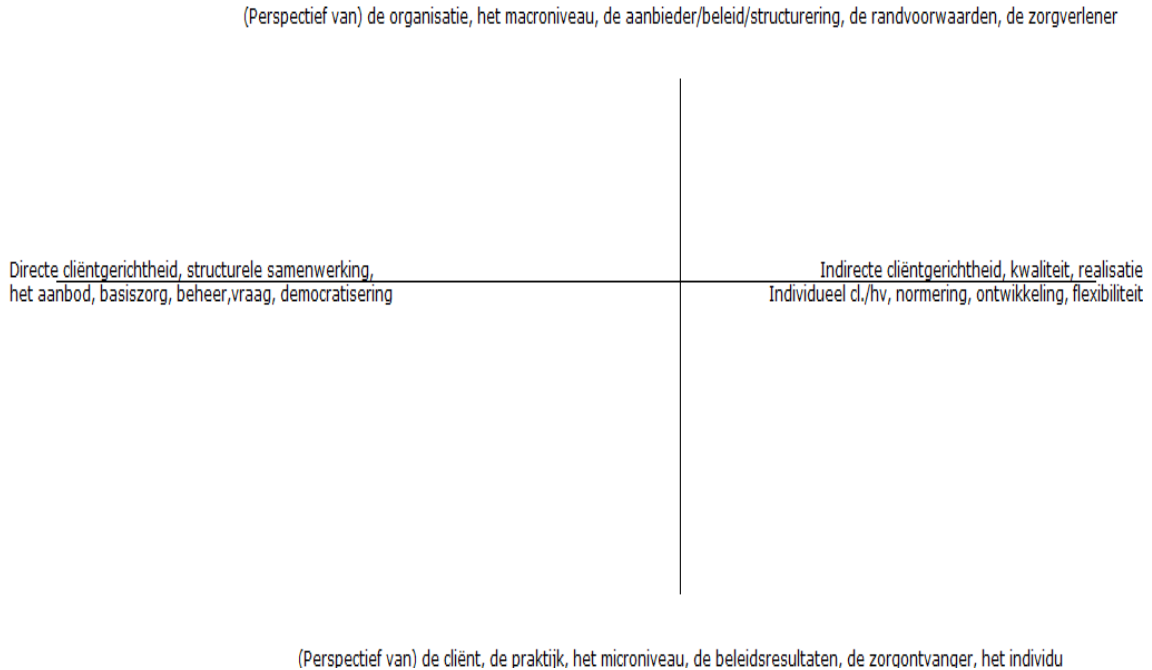 (Perspectief van) de organisatie, het macroniveau, de aanbieder/beleid/structurering, de randvoorwaarden, de zorgverlener
Directe cliëntgerichtheid, structurele samenwerking,
het aanbod, basiszorg, beheer,vraag, democratisering
Indirecte cliëntgerichtheid, kwaliteit, realisatie
Individueel cl./hv, normering, ontwikkeling, flexibiliteit
(Perspectief van) de cliënt, de praktijk, het microniveau, de beleidsresultaten, de zorgontvanger, het individu